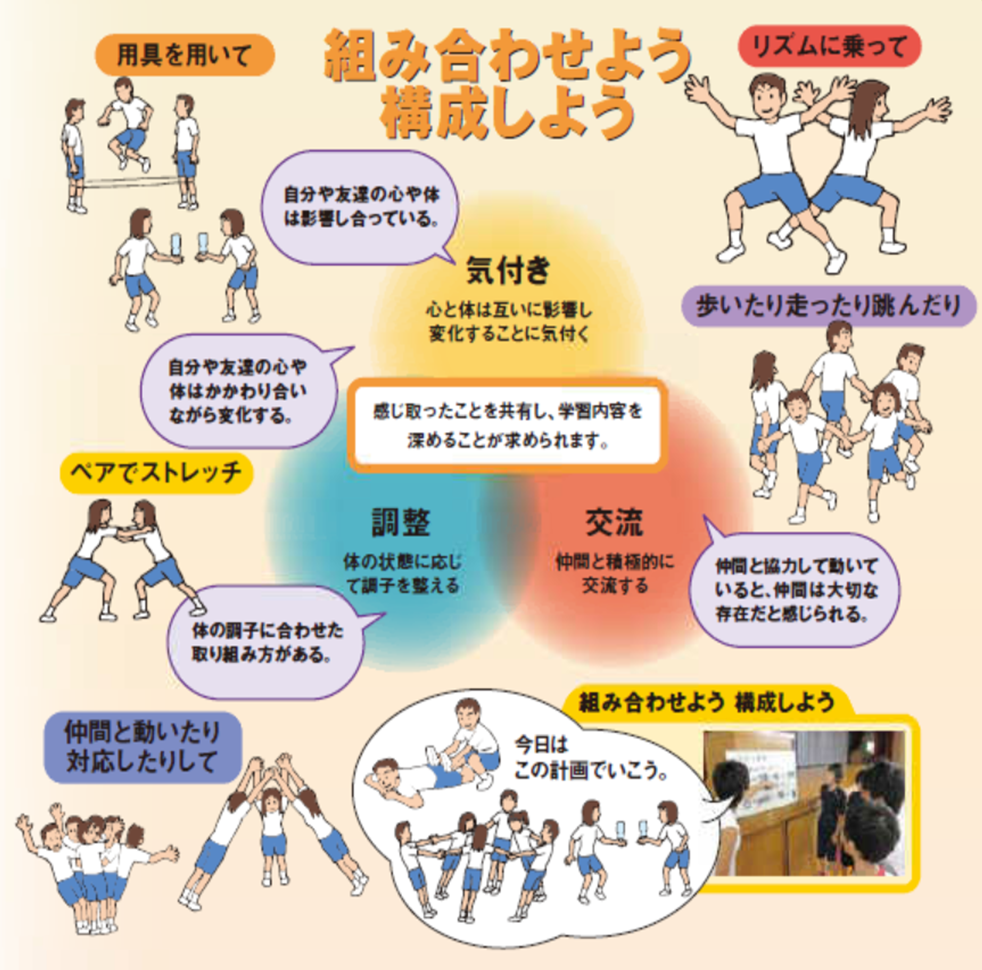 組み合わせよう
構成しよう
用具を用いて
リズムに乗って
自分や友達の心や体
は影響し合っている。
気付き
心と体は互いに影響し
変化することに気付く
歩いたり走ったり跳んだり
自分や友達の心や
体はかかわり合い
ながら変化する。
感じ取ったことを共有し、学習内容を
深めることが求められます。
ペアでストレッチ
調整
体の状態に応じ
て調子を整える
交流
仲間と積極的に
交流する
仲間と協力して動いて
いると、仲間は大切な
存在だと感じられる。
体の調子に合わせた
取り組み方がある。
仲間と動いたり
対応したりして
組み合わせよう 構成しよう
今日は
この計画でいこう。